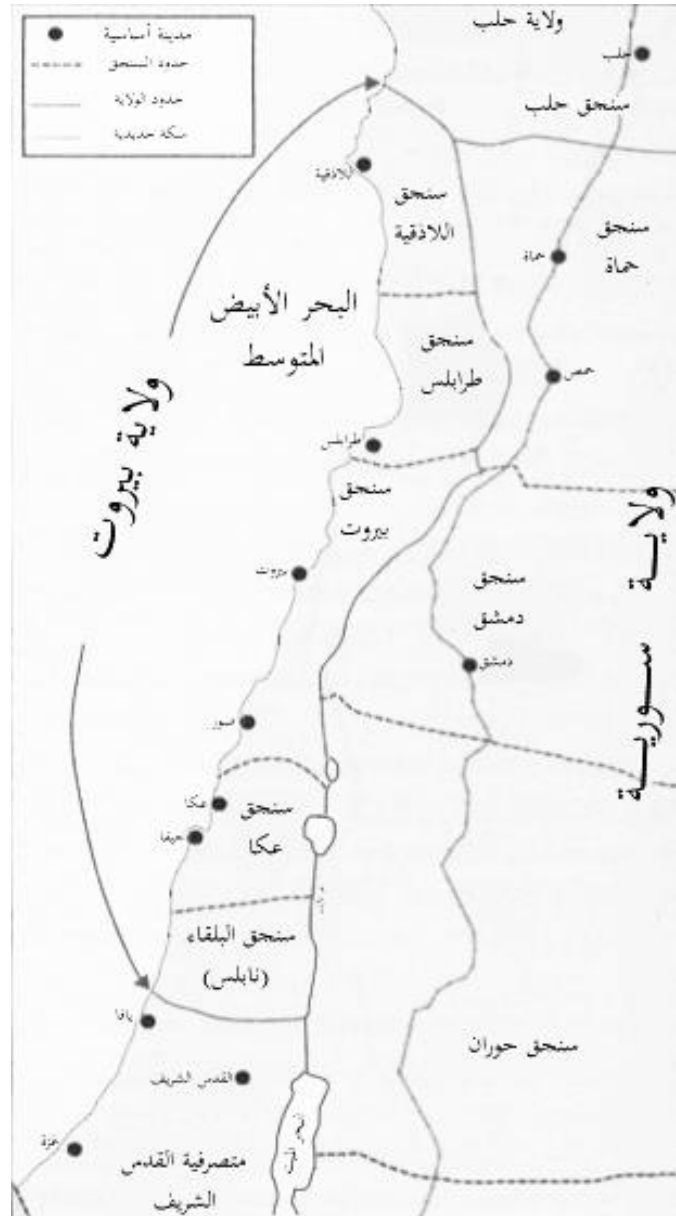 مدينة أساسية
حدود السنجق
حدود الولاية
سكة حديدية
ولاية حلب
حلب
سنجق حلب
اللاذقية
سنجق
اللاذقية
سنجق
حماة
حماة
البحر الأبيض
المتوسط
سنجق
طرابلس
حمص
طرابلس
ولاية بيروت
سنجق
بيروت
ولاية سورية
بيروت
سنجق
دمشق
دمشق
صور
عكا
سنجق
عكا
حيفا
سنجق البلقاء
(نابلس)
يافا
سنجق حوران
القدس الشريف
غزة
متصرفية القدس
الشريف